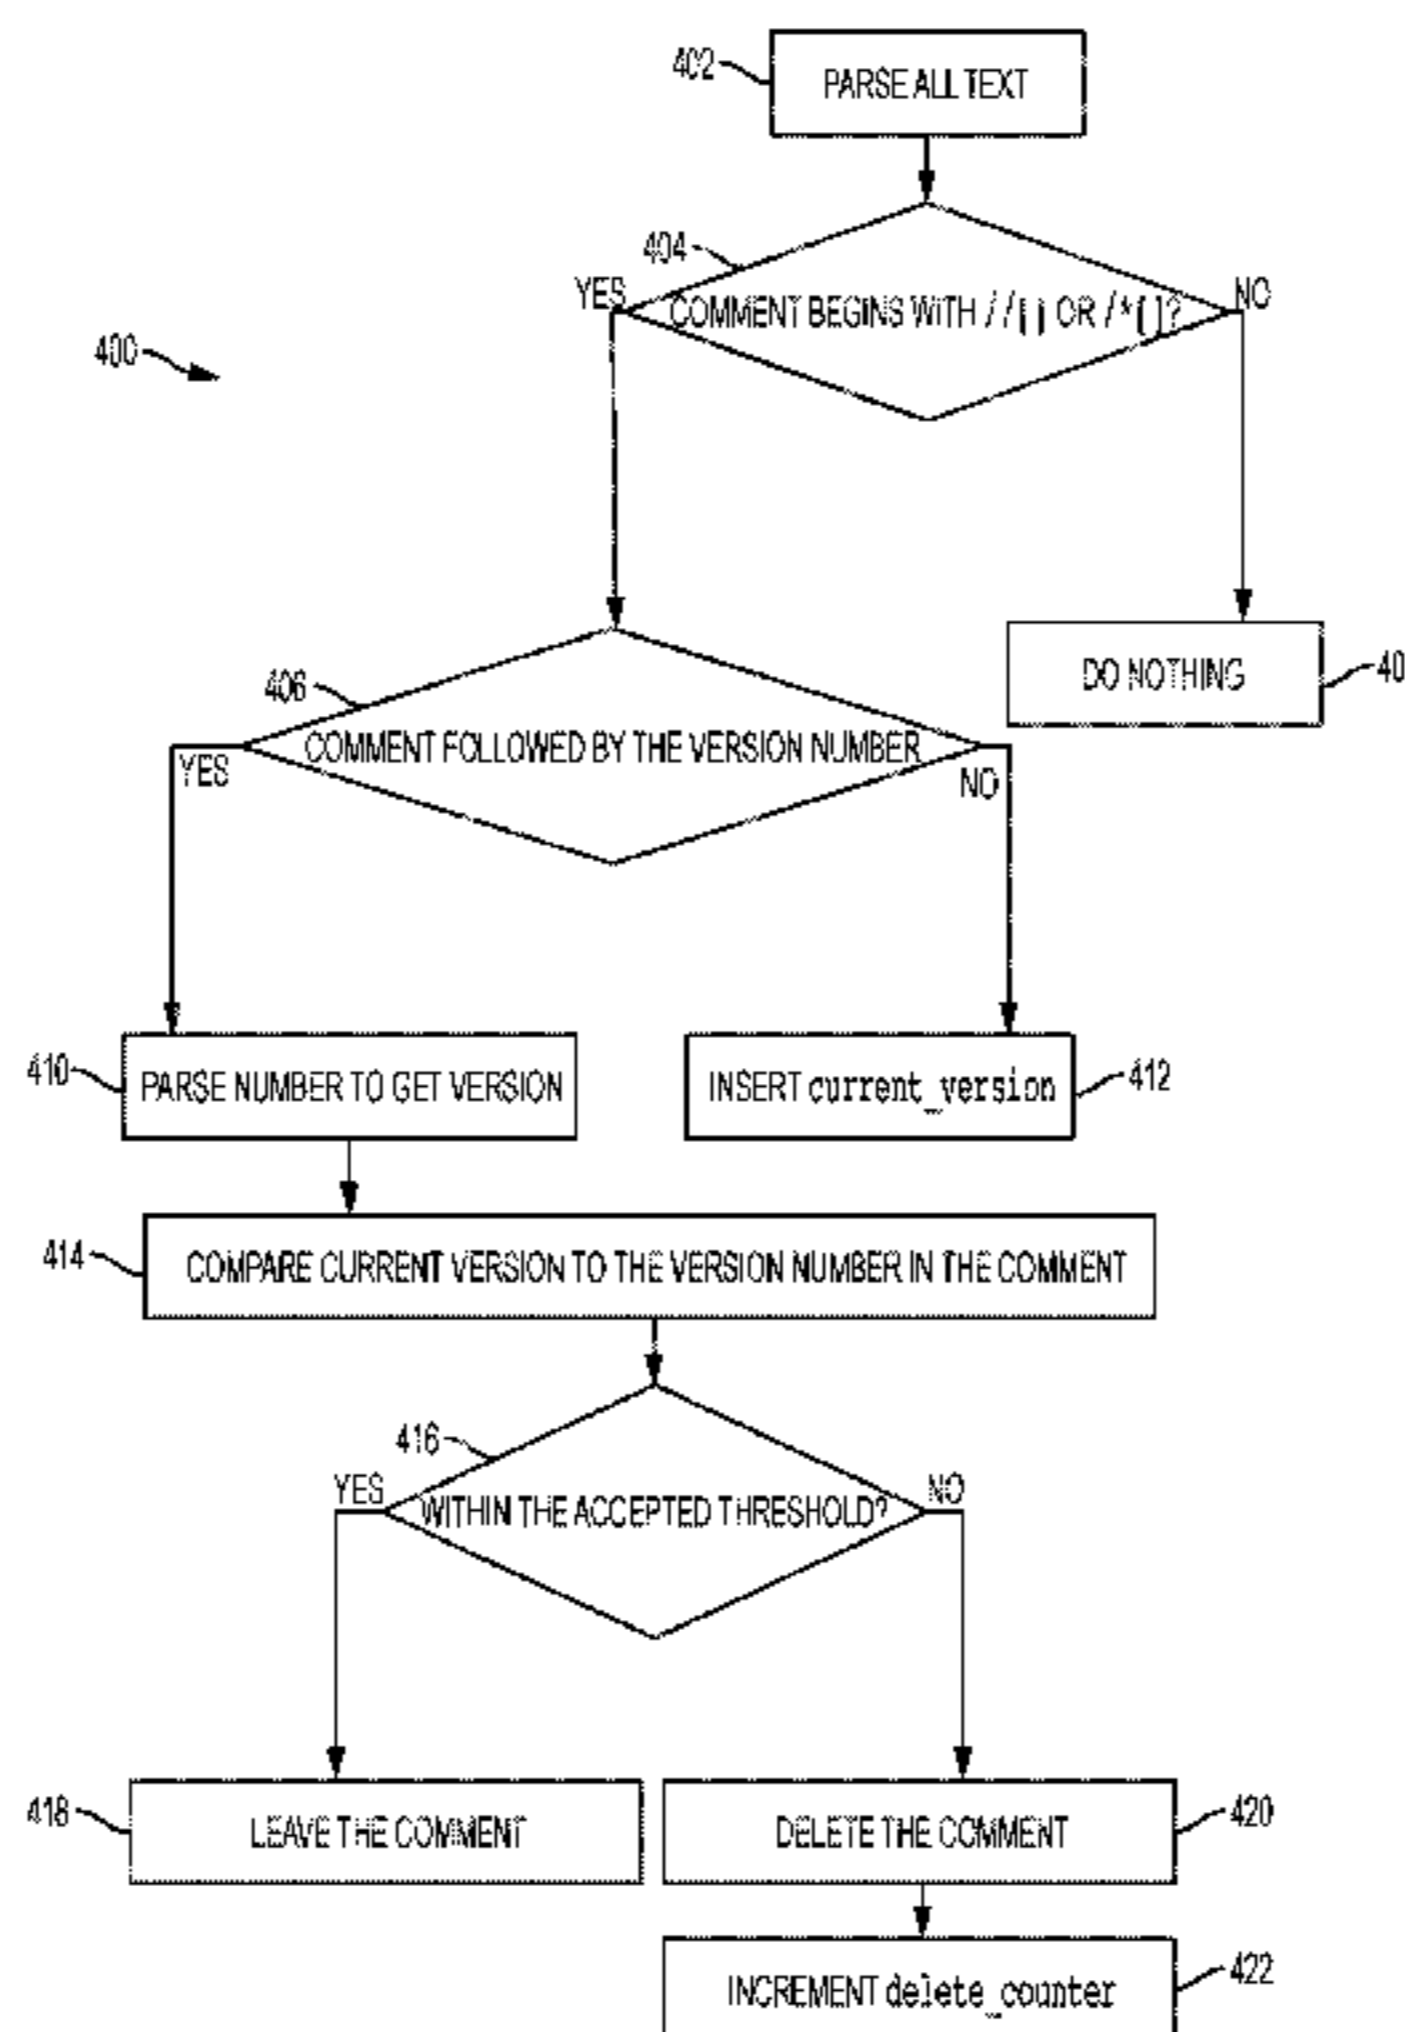 402
PARSE ALL TEXT
404
YES
COMMENT BEGINS WITH //[] OR /*[]?
NO
400
DO NOTHING
40
406
COMMENT FOLLOWED BY THE VERSION NUMBER
YES
NO
410
PARSE NUMBER TO GET VERSION
INSERT current_version
412
414
COMPARE CURRENT VERSION TO THE VERSION NUMBER IN THE COMMENT
416
YES
WITHIN THE ACCEPTED THRESHOLD?
NO
418
LEAVE THE COMMENT
DELETE THE COMMENT
420
INCREMENT delete_counter
422